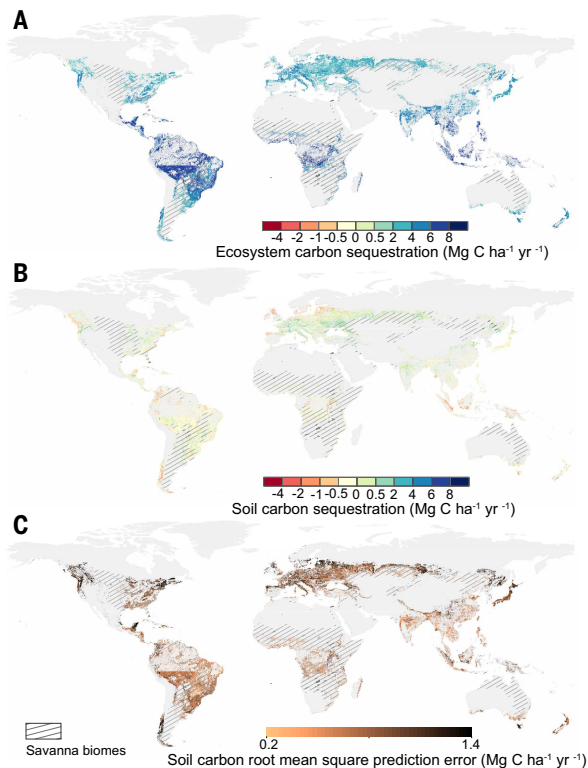 A
-4 -2 -1 -0.5 0 0.5 2 4 6 8
Ecosystem carbon sequestration (Mg C ha⁻¹ yr ⁻¹)
B
-4 -2 -1 -0.5 0 0.5 2 4 6 8
Soil carbon sequestration (Mg C ha⁻¹ yr ⁻¹)
C
Savanna biomes
0.2 1.4
Soil carbon root mean square prediction error (Mg C ha⁻¹ yr ⁻¹)